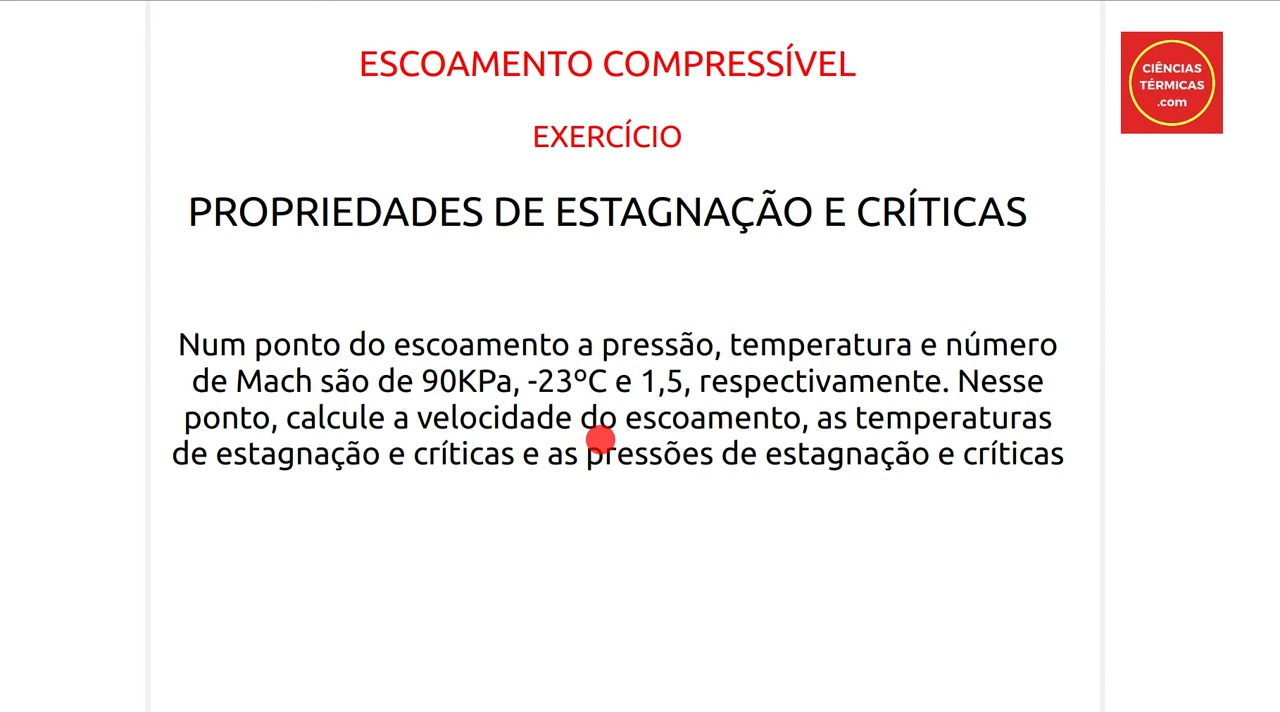 ESCOAMENTO COMPRESSÍVEL
CIÊNCIAS
TÉRMICAS
.com
EXERCÍCIO
PROPRIEDADES DE ESTAGNAÇÃO E CRÍTICAS
Num ponto do escoamento a pressão, temperatura e número
de Mach são de 90KPa, -23ºC e 1,5, respectivamente. Nesse
ponto, calcule a velocidade do escoamento, as temperaturas
de estagnação e críticas e as pressões de estagnação e críticas